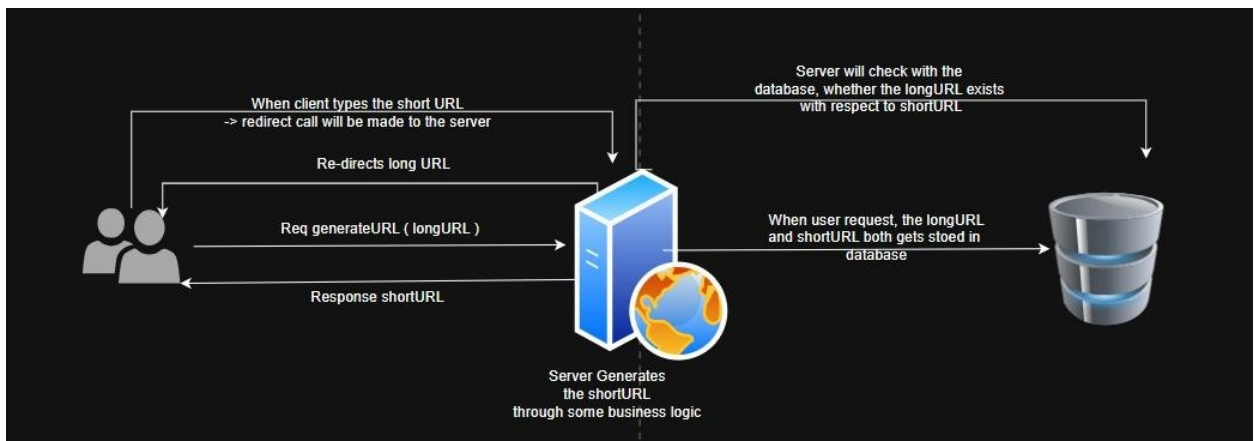 When client types the short URL
-> redirect call will be made to the server
Re-directs long URL
Req generateURL ( longURL )
Response shortURL
Server Generates
the shortURL
through some business logic
Server will check with the
database, whether the longURL exists
with respect to shortURL
When user request, the longURL
and shortURL both gets stoed in
database